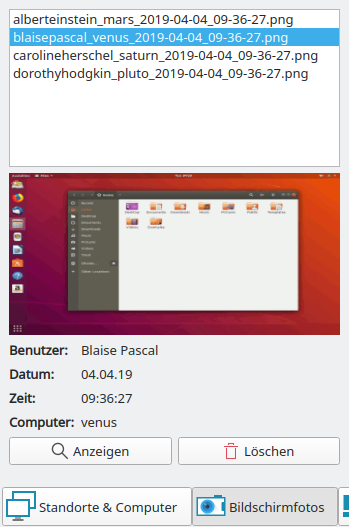 alberteinstein_mars_2019-04-04_09-36-27.png
blaisepascal_venus_2019-04-04_09-36-27.png
carolineherschel_saturn_2019-04-04_09-36-27.png
dorothyhodgkin_pluto_2019-04-04_09-36-27.png
Benutzer: Blaise Pascal
Datum: 04.04.19
Zeit: 09:36:27
Computer: venus
Anzeigen Löschen
Standorte & Computer Bildschirmfotos